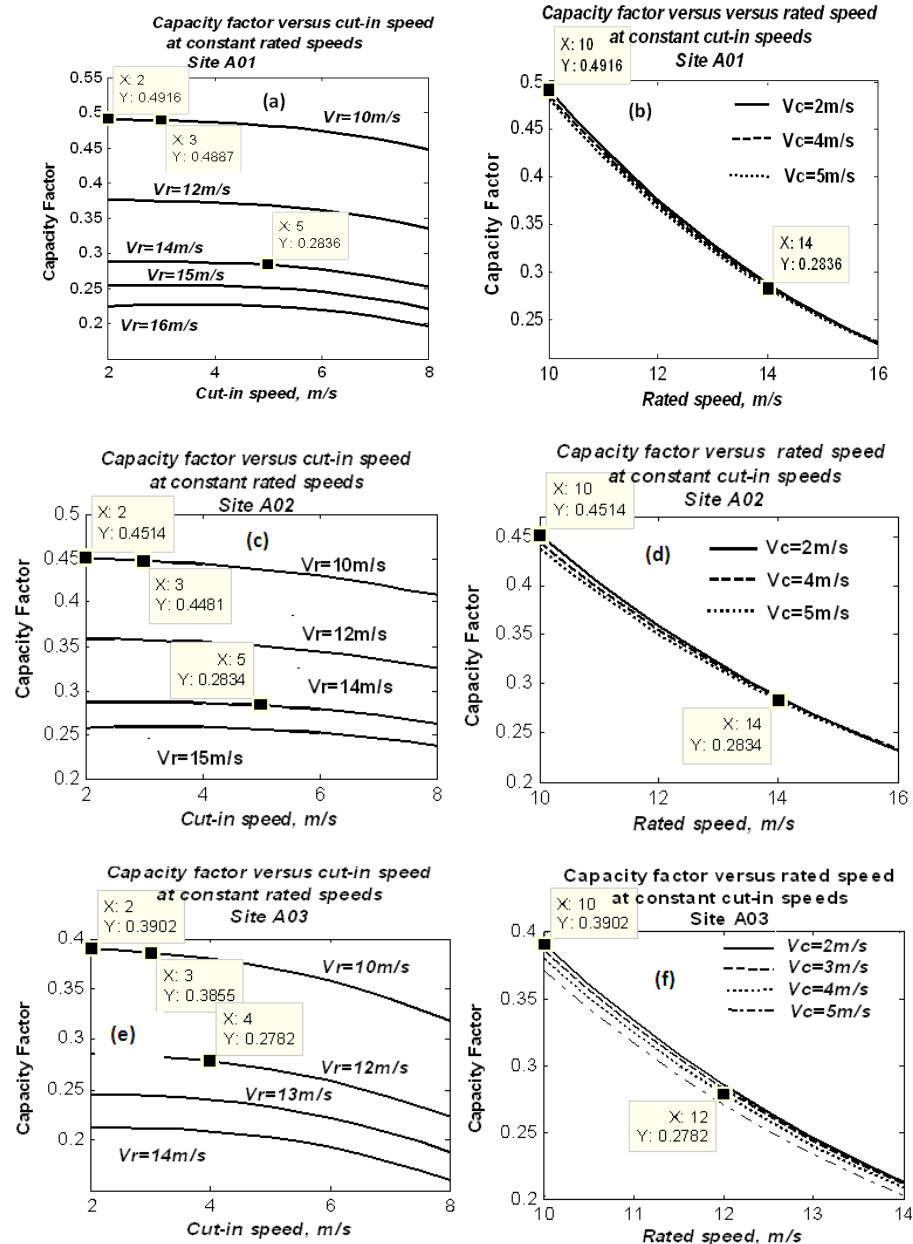 Capacity factor versus cut-in speed
at constant rated speeds
Site A01
(a)
X: 2
Y: 0.4916
X: 3
Y: 0.4887
X: 5
Y: 0.2836
Vr=10m/s
Vr=12m/s
Vr=14m/s
Vr=15m/s
Vr=16m/s
Capacity Factor
0.55
0.5
0.45
0.4
0.35
0.3
0.25
0.2
2
4
6
8
Cut-in speed, m/s
Capacity factor versus versus rated speed
at constant cut-in speeds
Site A01
(b)
X: 10
Y: 0.4916
Vc=2m/s
Vc=4m/s
Vc=5m/s
X: 14
Y: 0.2836
Capacity Factor
0.5
0.45
0.4
0.35
0.3
0.25
10
12
14
16
Rated speed, m/s
Capacity factor versus cut-in speed
at constant rated speeds
Site A02
(c)
X: 2
Y: 0.4514
X: 3
Y: 0.4481
X: 5
Y: 0.2834
Vr=10m/s
Vr=12m/s
Vr=14m/s
Vr=15m/s
Capacity Factor
0.5
0.45
0.4
0.35
0.3
0.25
0.2
2
4
6
8
Cut-in speed, m/s
Capacity factor versus rated speed
at constant cut-in speeds
Site A02
(d)
X: 10
Y: 0.4514
Vc=2m/s
Vc=4m/s
Vc=5m/s
X: 14
Y: 0.2834
Capacity Factor
0.45
0.4
0.35
0.3
0.25
0.2
10
12
14
16
Rated speed, m/s
Capacity factor versus cut-in speed
at constant rated speeds
Site A03
(e)
X: 2
Y: 0.3902
X: 3
Y: 0.3855
X: 4
Y: 0.2782
Vr=10m/s
Vr=12m/s
Vr=13m/s
Vr=14m/s
Capacity Factor
0.4
0.35
0.3
0.25
0.2
2
4
6
8
Cut-in speed, m/s
Capacity factor versus rated speed
at constant cut-in speeds
Site A03
(f)
X: 10
Y: 0.3902
Vc=2m/s
Vc=3m/s
Vc=4m/s
Vc=5m/s
X: 12
Y: 0.2782
Capacity Factor
0.4
0.35
0.3
0.25
0.2
10
11
12
13
14
Rated speed, m/s